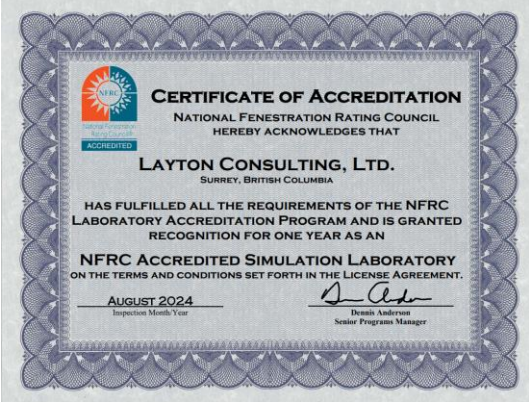 NFRC
National Fenestration
Rating Council®
ACCREDITED
CERTIFICATE OF ACCREDITATION
NATIONAL FENESTRATION RATING COUNCIL
HEREBY ACKNOWLEDGES THAT
LAYTON CONSULTING, LTD.
SURREY, BRITISH COLUMBIA
HAS FULFILLED ALL THE REQUIREMENTS OF THE NFRC
LABORATORY ACCREDITATION PROGRAM AND IS GRANTED
RECOGNITION FOR ONE YEAR AS AN
NFRC ACCREDITED SIMULATION LABORATORY
ON THE TERMS AND CONDITIONS SET FORTH IN THE LICENSE AGREEMENT.
AUGUST 2024
Inspection Month/Year
Dennis Anderson
Senior Programs Manager